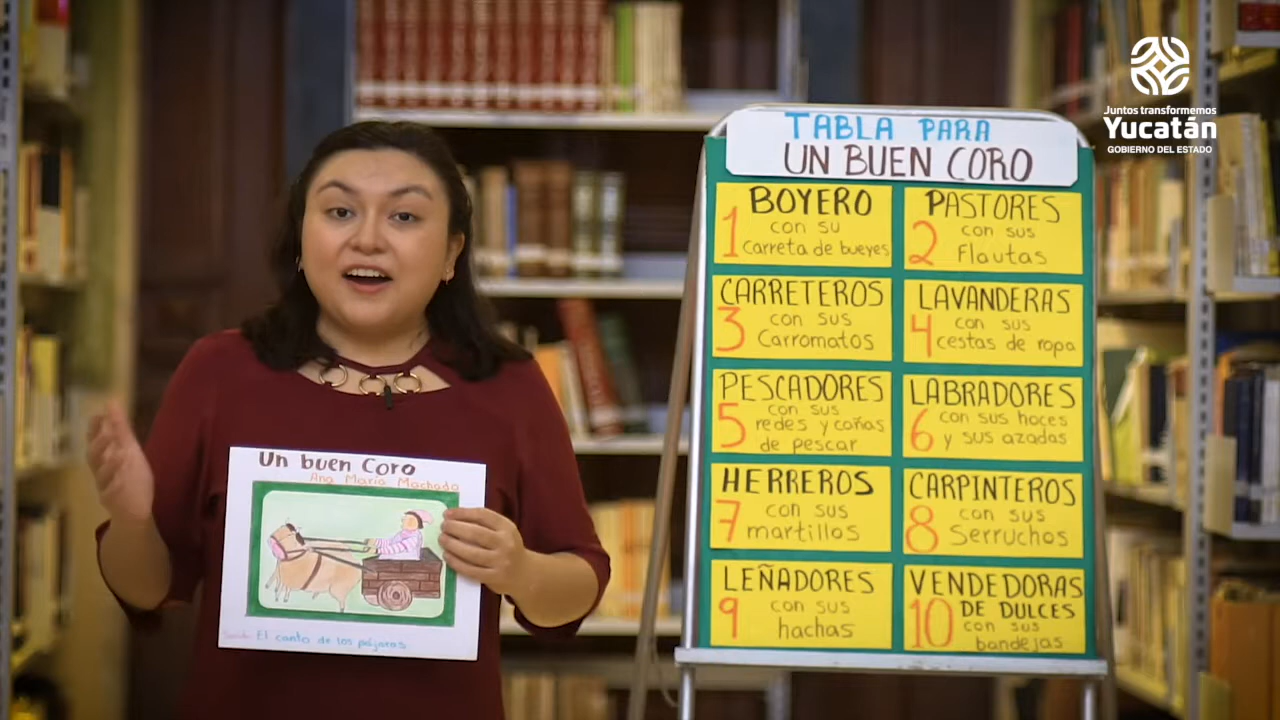 Juntos transformemos
Yucatán
GOBIERNO DEL ESTADO
TABLA PARA
UN BUEN CORO
1 BOYERO
con su
carreta de bueyes
2 PASTORES
con sus
flautas
3 CARRETEROS
con sus
Carromatos
4 LAVANDERAS
con sus
cestas de ropa
5 PESCADORES
con sus
redes y cañas
de pescar
6 LABRADORES
con sus hoces
y sus azadas
7 HERREROS
con sus
martillos
8 CARPINTEROS
con sus
Serruchos
9 LEÑADORES
con sus
hachas
10 VENDEDORAS
DE DULCES
con sus
bandejas
Un buen Coro
Ana María Machado
El canto de los pájaros